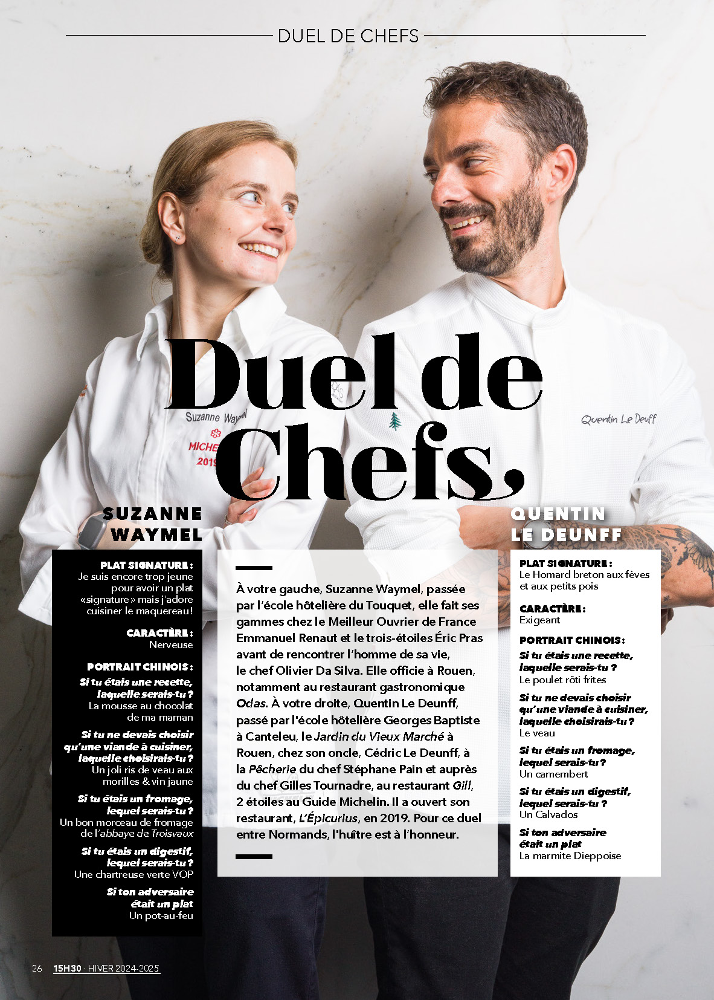 DUEL DE CHEFS
Duel de
Chefs,
Suzanne Waymel
MICHE
2019
Quentin Le Deuff
SUZANNE
WAYMEL
PLAT SIGNATURE :
Je suis encore trop jeune
pour avoir un plat
«signature» mais j’adore
cuisiner le maquereau!
CARACTÈRE :
Nerveuse
PORTRAIT CHINOIS :
Si tu étais une recette,
laquelle serais-tu ?
La mousse au chocolat
de ma maman
Si tu ne devais choisir
qu’une viande à cuisiner,
laquelle choisirais-tu ?
Un joli ris de veau aux
morilles & vin jaune
Si tu étais un fromage,
lequel serais-tu ?
Un bon morceau de fromage
de l’abbaye de Troisvaux
Si tu étais un digestif,
lequel serais-tu ?
Une chartreuse verte VOP
Si ton adversaire
était un plat
Un pot-au-feu
À votre gauche, Suzanne Waymel, passée
par l’école hôtelière du Touquet, elle fait ses
gammes chez le Meilleur Ouvrier de France
Emmanuel Renaut et le trois-étoiles Éric Pras
avant de rencontrer l’homme de sa vie,
le chef Olivier Da Silva. Elle officie à Rouen,
notamment au restaurant gastronomique
Odas. À votre droite, Quentin Le Deunff,
passé par l'école hôtelière Georges Baptiste
à Canteleu, le Jardin du Vieux Marché à
Rouen, chez son oncle, Cédric Le Deunff, à
la Pêcherie du chef Stéphane Pain et auprès
du chef Gilles Tournadre, au restaurant Gill,
2 étoiles au Guide Michelin. Il a ouvert son
restaurant, L’Épicurius, en 2019. Pour ce duel
entre Normands, l'huître est à l’honneur.
QUENTIN
LE DEUNFF
PLAT SIGNATURE :
Le Homard breton aux fèves
et aux petits pois
CARACTÈRE :
Exigeant
PORTRAIT CHINOIS :
Si tu étais une recette,
laquelle serais-tu ?
Le poulet rôti frites
Si tu ne devais choisir
qu’une viande à cuisiner,
laquelle choisirais-tu ?
Le veau
Si tu étais un fromage,
lequel serais-tu ?
Un camembert
Si tu étais un digestif,
lequel serais-tu ?
Un Calvados
Si ton adversaire
était un plat
La marmite Dieppoise
26 15H30 · HIVER 2024-2025